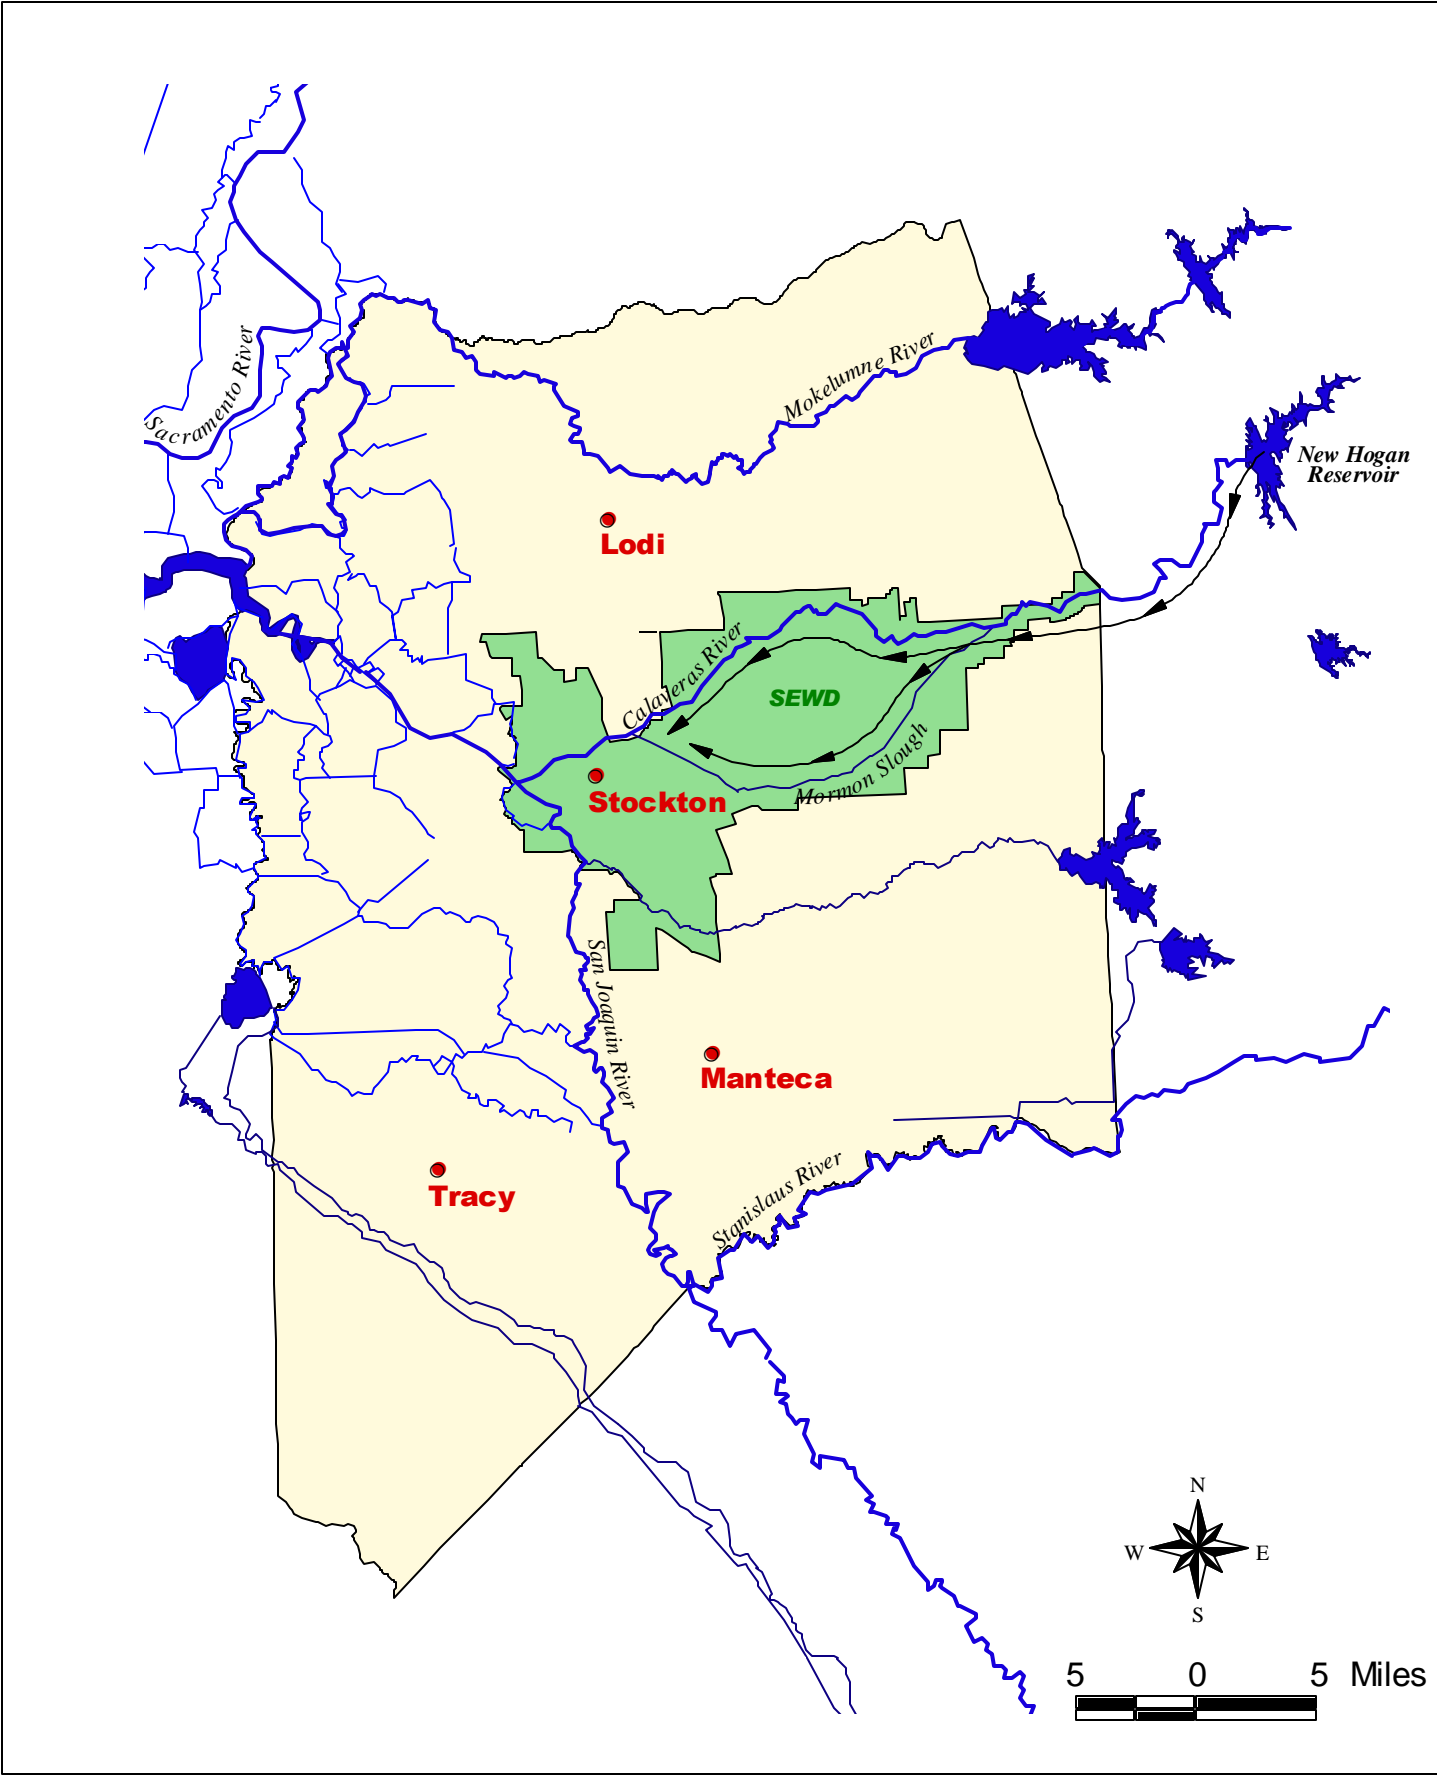 Sacramento River
Mokelumne River
New Hogan
Reservoir
Lodi
Calaveras River
SEWD
Mormon Slough
Stockton
San Joaquin River
Manteca
Stanislaus River
Tracy
N
W
E
S
5 0 5 Miles